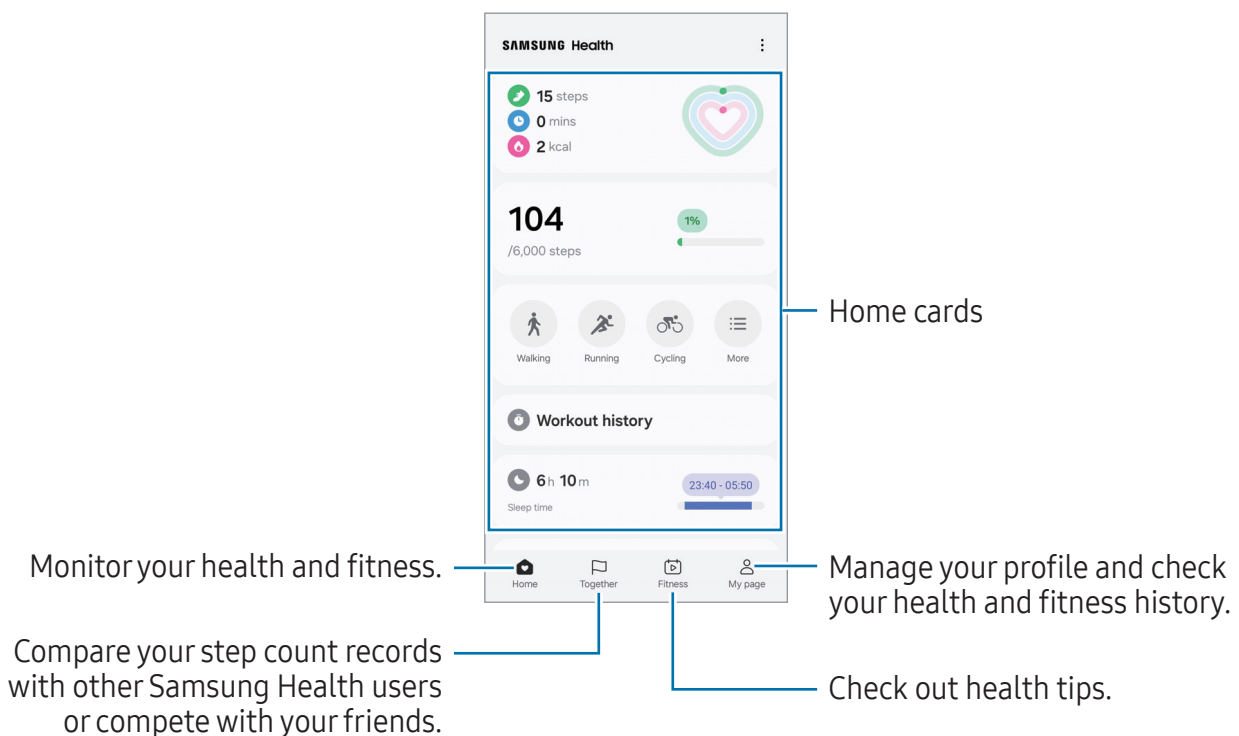 SAMSUNG Health
15 steps
0 mins
2 kcal
104
/6,000 steps
1%
Walking
Running
Cycling
More
Workout history
6 h 10 m
Sleep time
23:40 - 05:50
Home
Together
Fitness
My page
Home cards
Monitor your health and fitness.
Compare your step count records
with other Samsung Health users
or compete with your friends.
Manage your profile and check
your health and fitness history.
Check out health tips.